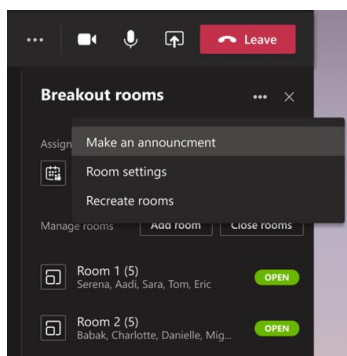 Leave
Breakout rooms
Assign
Make an announcment
Room settings
Recreate rooms
Manage rooms Add room Close rooms
Room 1 (5)
OPEN
Serena, Aadi, Sara, Tom, Eric
Room 2 (5)
OPEN
Babak, Charlotte, Danielle, Mig...